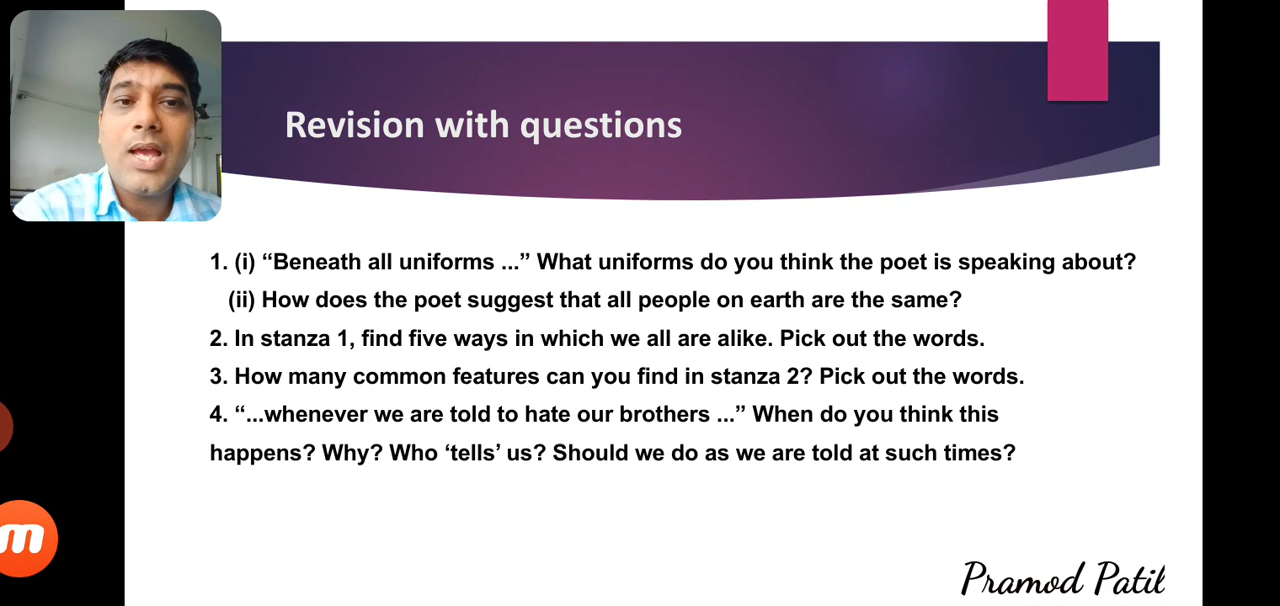 Revision with questions
1. (i) “Beneath all uniforms ...” What uniforms do you think the poet is speaking about?
(ii) How does the poet suggest that all people on earth are the same?
2. In stanza 1, find five ways in which we all are alike. Pick out the words.
3. How many common features can you find in stanza 2? Pick out the words.
4. “...whenever we are told to hate our brothers ...” When do you think this
happens? Why? Who ‘tells’ us? Should we do as we are told at such times?
m
Pramod Patil